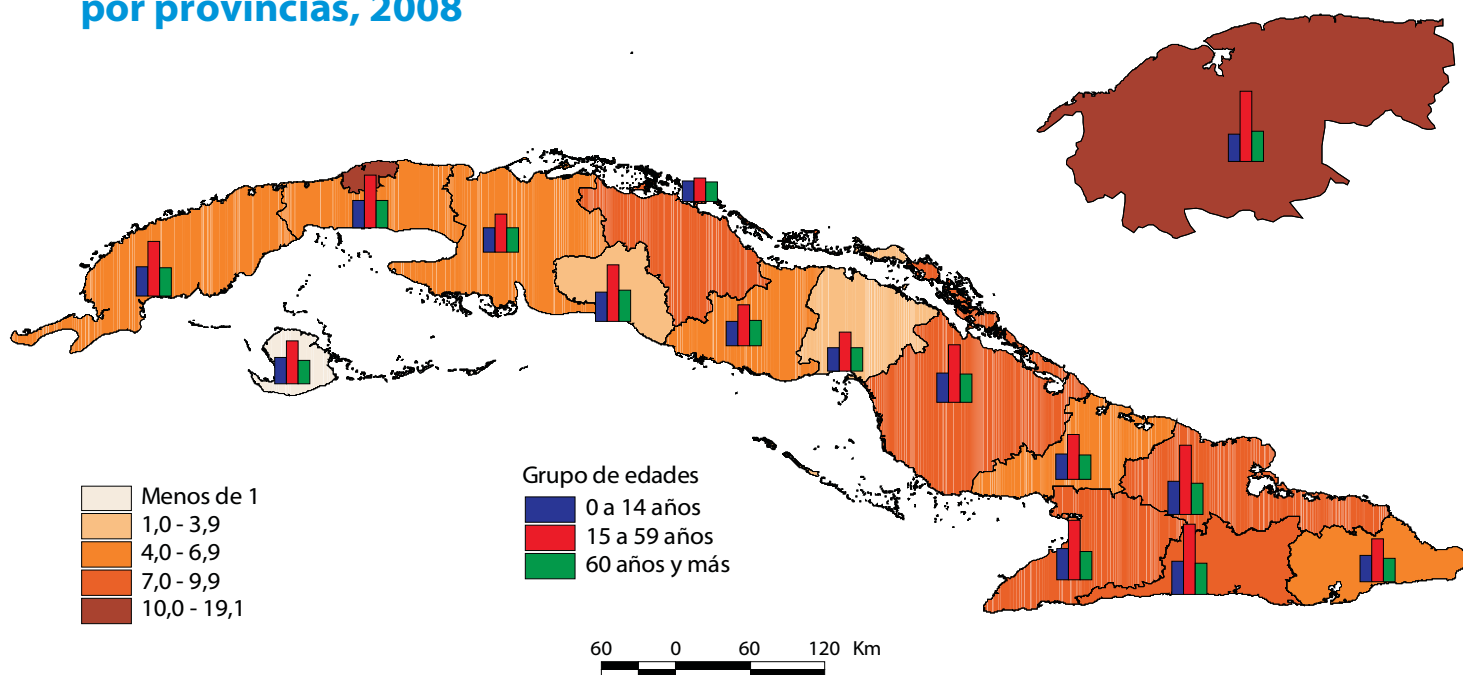 por provincias, 2008
Menos de 1
1,0 - 3,9
4,0 - 6,9
7,0 - 9,9
10,0 - 19,1
Grupo de edades
0 a 14 años
15 a 59 años
60 años y más
60 0 60 120 Km